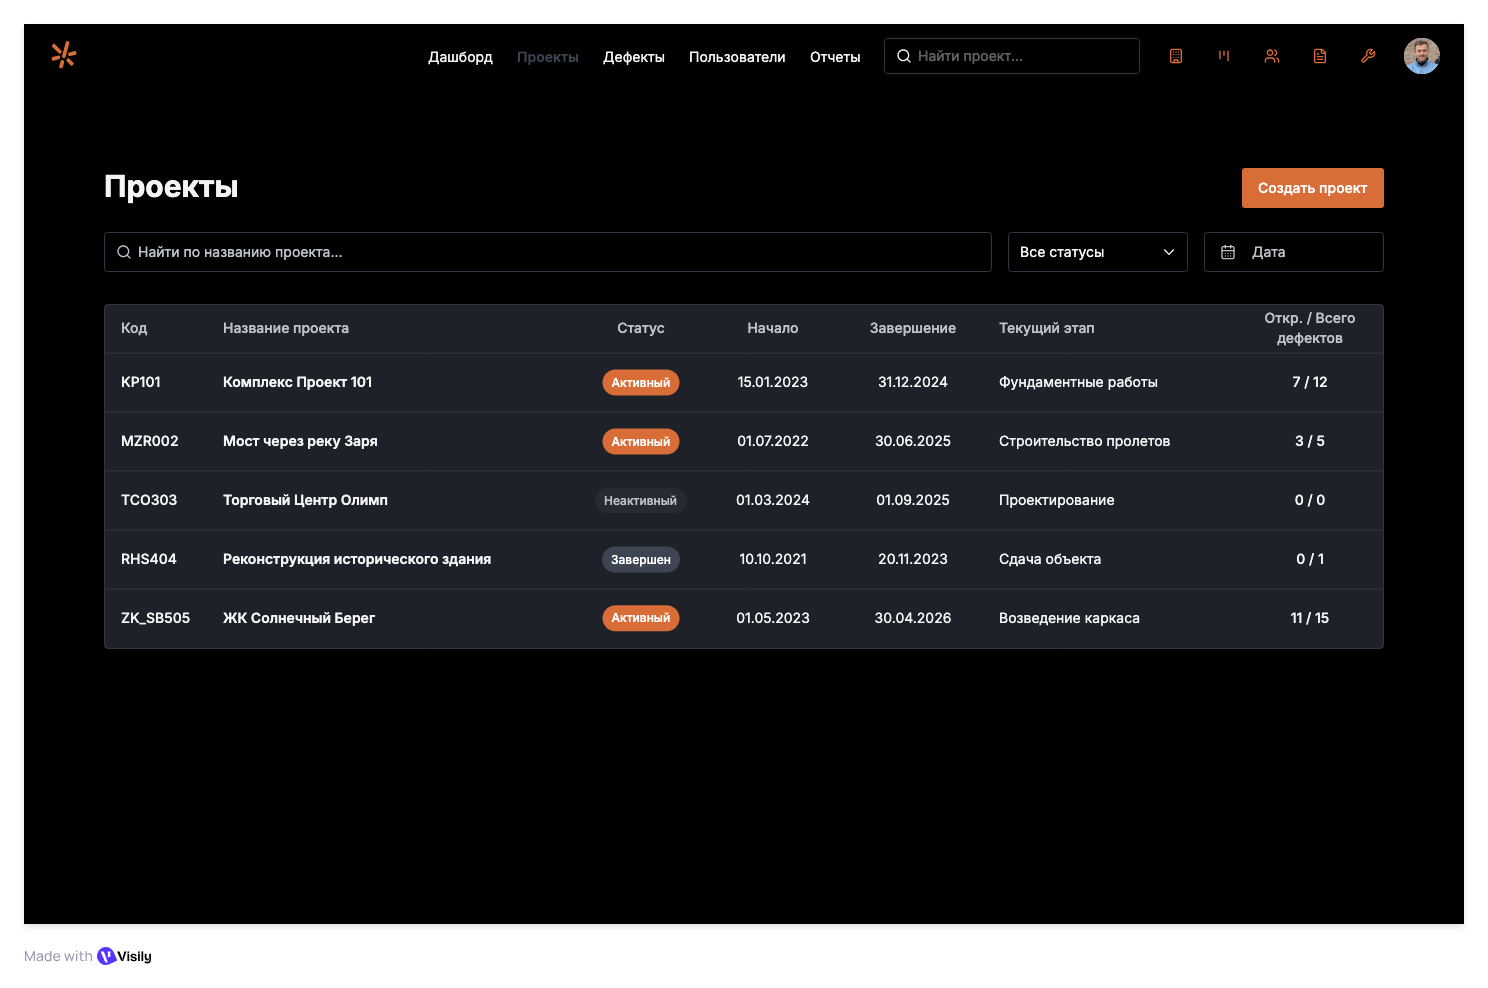 Дашборд Проекты Дефекты Пользователи Отчеты Найти проект...
Проекты
Создать проект
Найти по названию проекта... Все статусы Дата
Код Название проекта Статус Начало Завершение Текущий этап Откр. / Всего дефектов
KP101 Комплекс Проект 101 Активный 15.01.2023 31.12.2024 Фундаментные работы 7 / 12
MZR002 Мост через реку Заря Активный 01.07.2022 30.06.2025 Строительство пролетов 3 / 5
TCO303 Торговый Центр Олимп Неактивный 01.03.2024 01.09.2025 Проектирование 0 / 0
RHS404 Реконструкция исторического здания Завершен 10.10.2021 20.11.2023 Сдача объекта 0 / 1
ZK_SB505 ЖК Солнечный Берег Активный 01.05.2023 30.04.2026 Возведение каркаса 11 / 15
Made with Visily